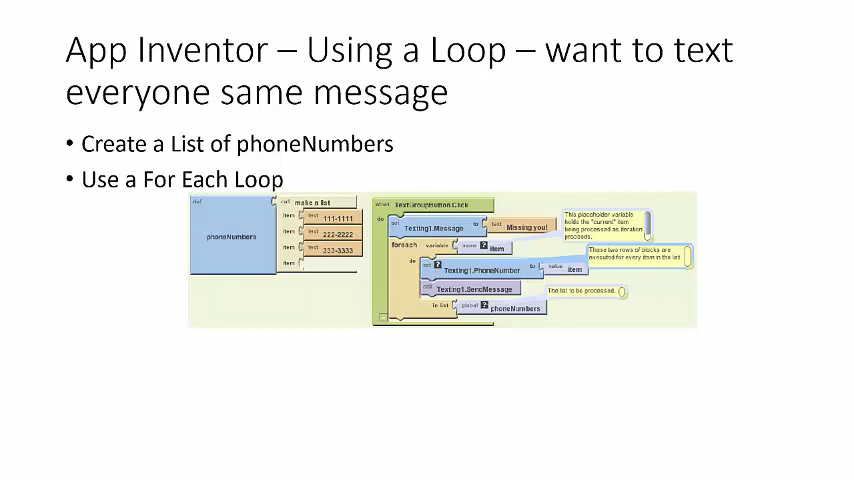 App Inventor – Using a Loop – want to text
everyone same message
• Create a List of phoneNumbers
• Use a For Each Loop
def
phoneNumbers
call make a list
item text 111-1111
item text 222-2222
item text 333-3333
item
when TextGroupButton.Click
do
set Texting1.Message to text Missing you!
foreach variable name ? item
do
set ? Texting1.PhoneNumber to value item
call Texting1.SendMessage
in list global ? phoneNumbers
This placeholder variable
holds the "current" item
being processed as iteration
proceeds.
These two rows of blocks are
executed for every item in the list
The list to be processed.